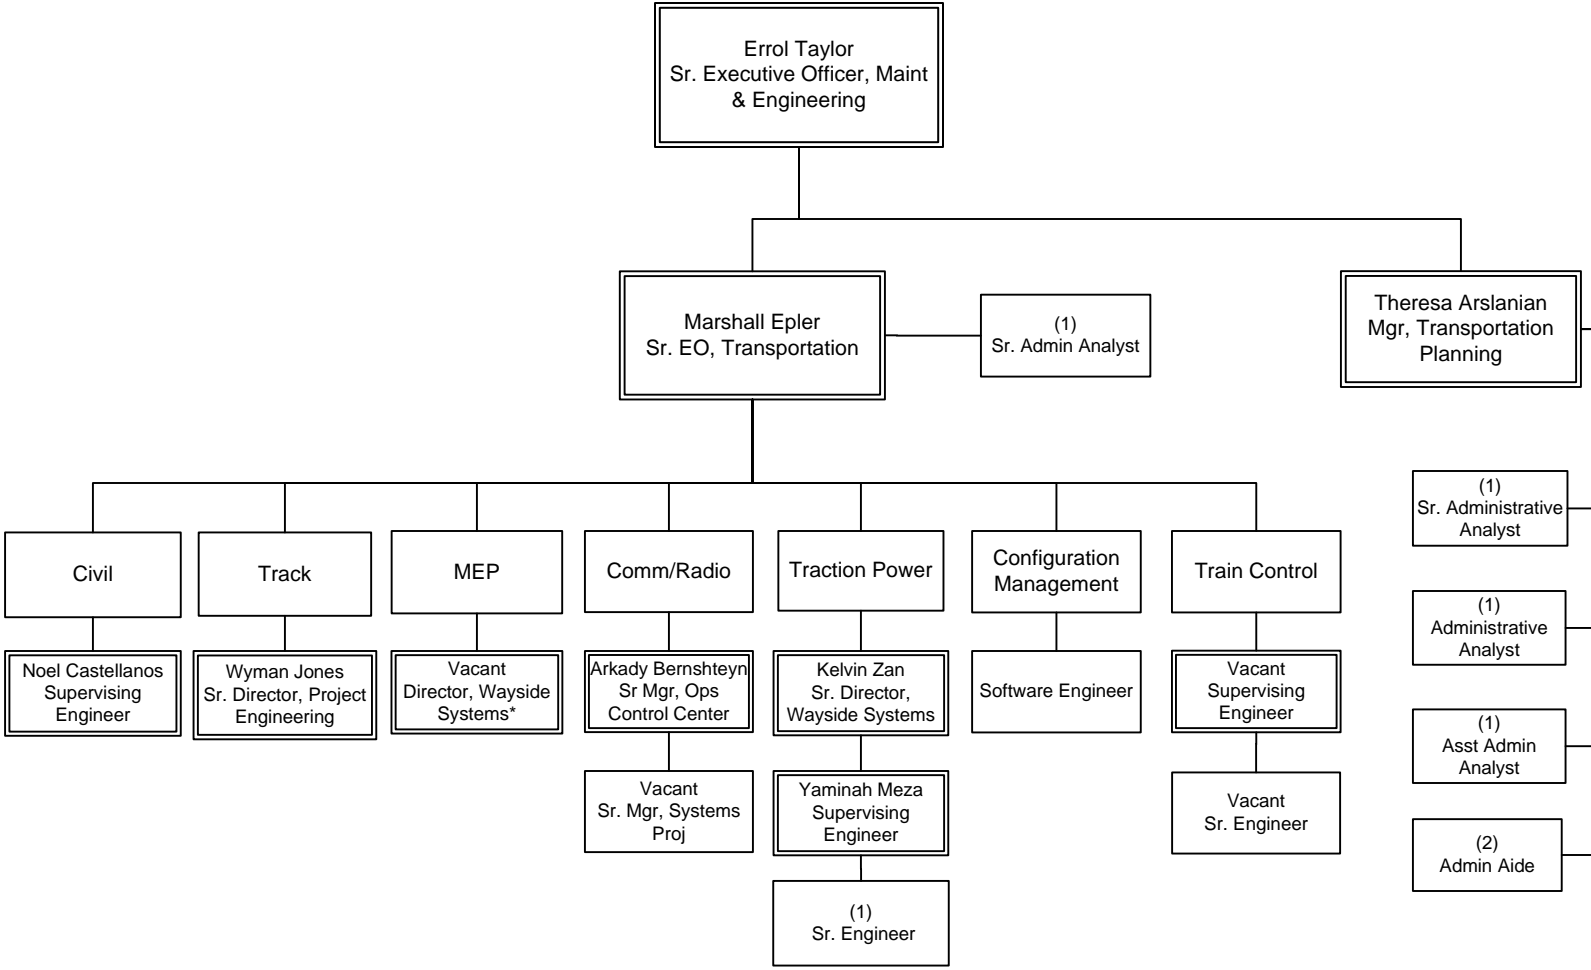 Errol Taylor
Sr. Executive Officer, Maint
& Engineering
Marshall Epler
Sr. EO, Transportation
(1)
Sr. Admin Analyst
Theresa Arslanian
Mgr, Transportation
Planning
Civil
Track
MEP
Comm/Radio
Traction Power
Configuration
Management
Train Control
Noel Castellanos
Supervising
Engineer
Wyman Jones
Sr. Director, Project
Engineering
Vacant
Director, Wayside
Systems*
Arkady Bernshteyn
Sr Mgr, Ops
Control Center
Kelvin Zan
Sr. Director,
Wayside Systems
Software Engineer
Vacant
Supervising
Engineer
Vacant
Sr. Mgr, Systems
Proj
Yaminah Meza
Supervising
Engineer
Vacant
Sr. Engineer
(1)
Sr. Engineer
(1)
Sr. Administrative
Analyst
(1)
Administrative
Analyst
(1)
Asst Admin
Analyst
(2)
Admin Aide